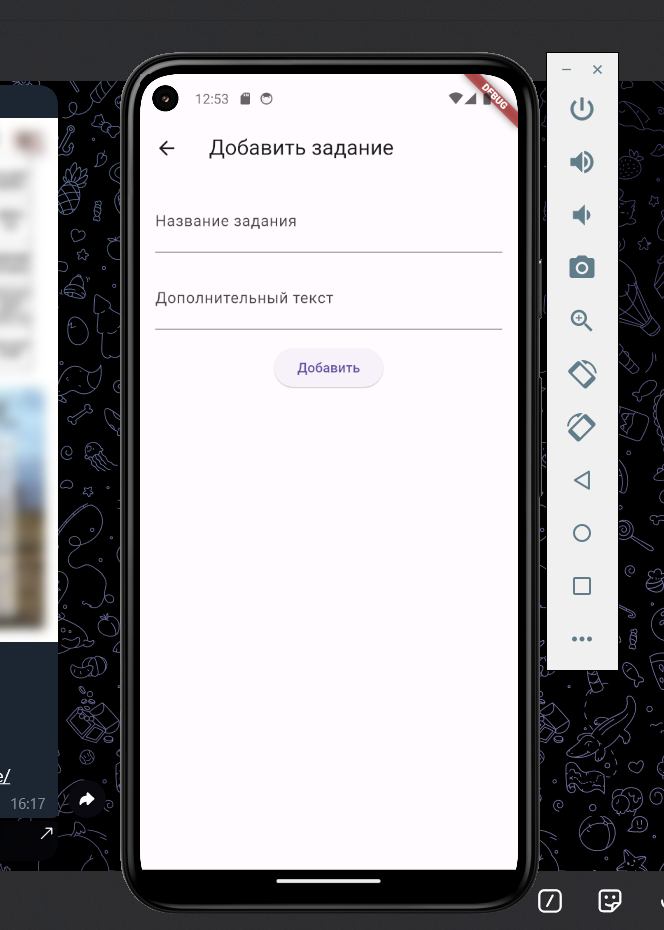 12:53
DEBUG
Добавить задание
Название задания
Дополнительный текст
Добавить
e/
16:17